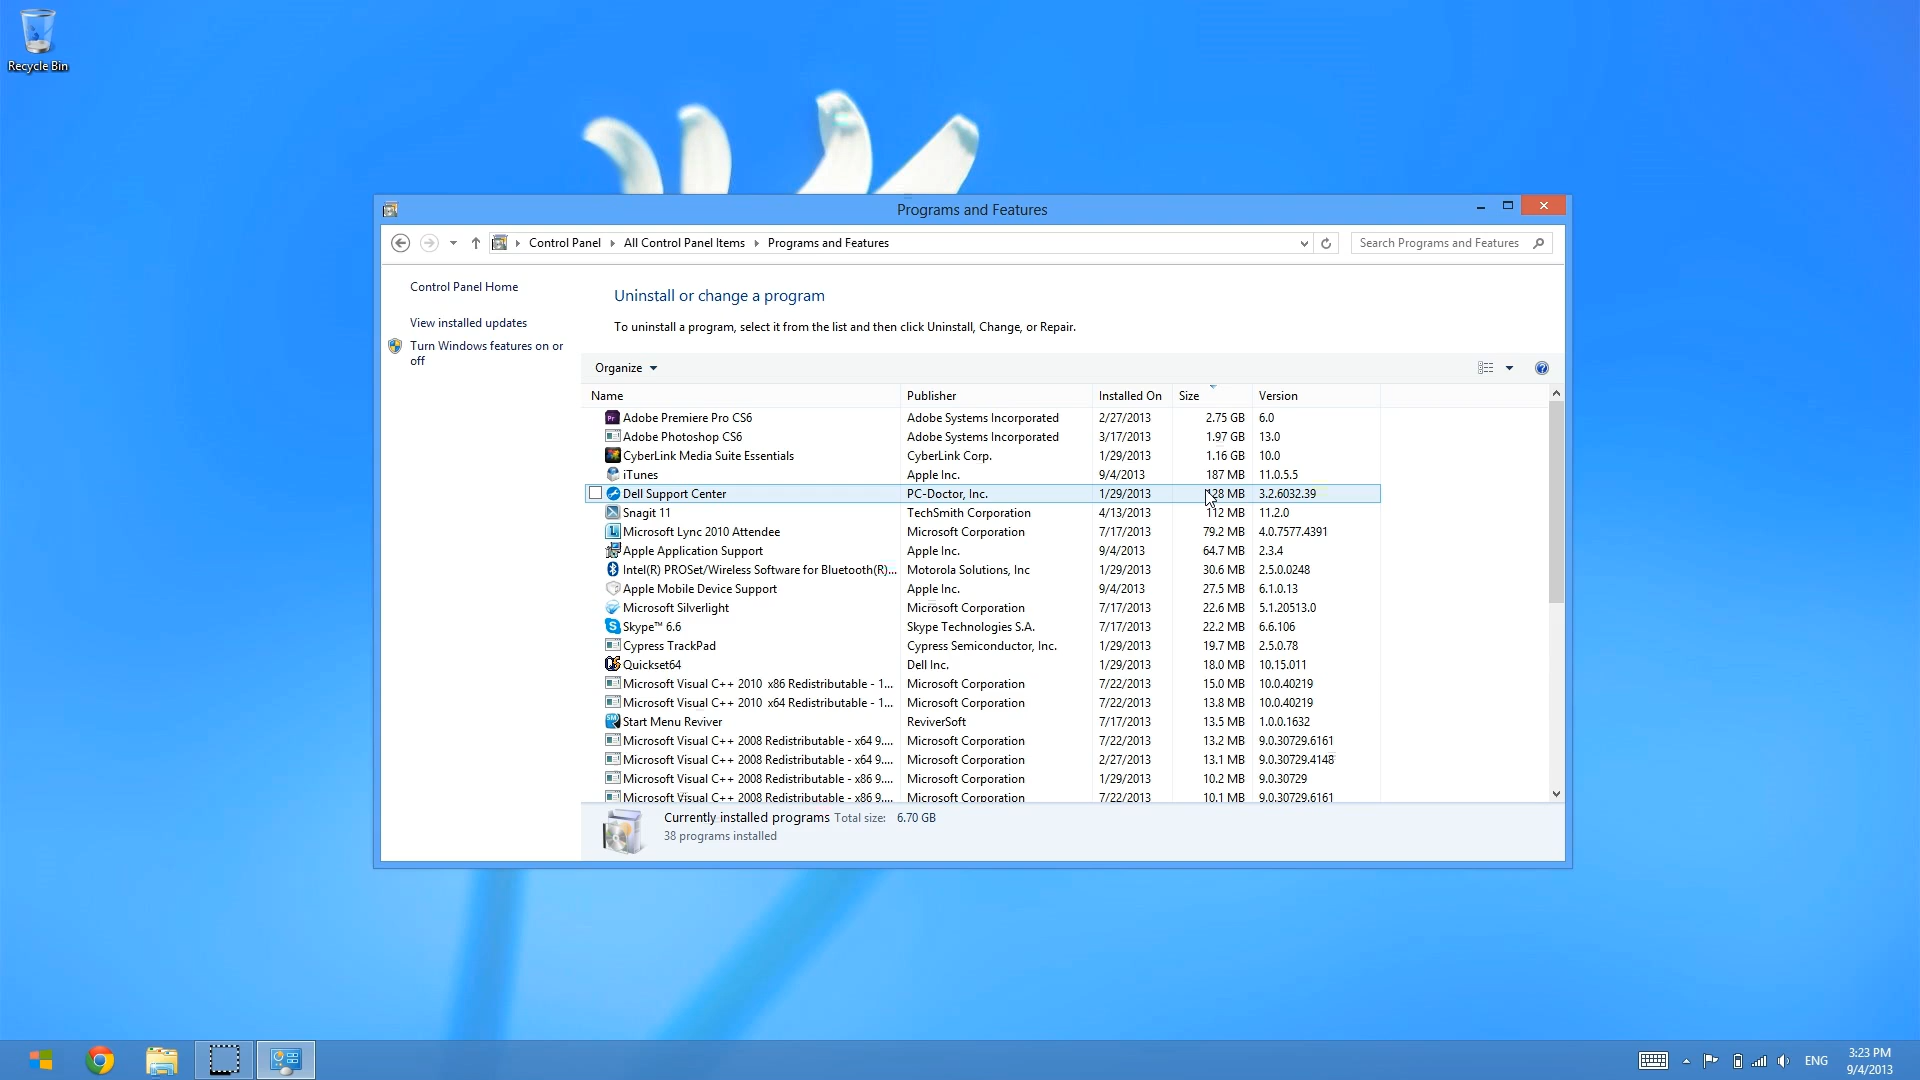 Recycle Bin
Programs and Features
Control Panel
All Control Panel Items
Programs and Features
Search Programs and Features
Control Panel Home
View installed updates
Turn Windows features on or
off
Uninstall or change a program
To uninstall a program, select it from the list and then click Uninstall, Change, or Repair.
Organize
Name Publisher Installed On Size Version
Adobe Premiere Pro CS6 Adobe Systems Incorporated 2/27/2013 2.75 GB 6.0
Adobe Photoshop CS6 Adobe Systems Incorporated 3/17/2013 1.97 GB 13.0
CyberLink Media Suite Essentials CyberLink Corp. 1/29/2013 1.16 GB 10.0
iTunes Apple Inc. 9/4/2013 187 MB 11.0.5.5
Dell Support Center PC-Doctor, Inc. 1/29/2013 MB 3.2.6032.39
Snagit 11 TechSmith Corporation 4/13/2013 112 MB 11.2.0
Microsoft Lync 2010 Attendee Microsoft Corporation 7/17/2013 79.2 MB 4.0.7577.4391
Apple Application Support Apple Inc. 9/4/2013 64.7 MB 2.3.4
Intel(R) PROSet/Wireless Software for Bluetooth(R)... Motorola Solutions, Inc 1/29/2013 30.6 MB 2.5.0.0248
Apple Mobile Device Support Apple Inc. 9/4/2013 27.5 MB 6.1.0.13
Microsoft Silverlight Microsoft Corporation 7/17/2013 22.6 MB 5.1.20513.0
Skype™ 6.6 Skype Technologies S.A. 7/17/2013 22.2 MB 6.6.106
Cypress TrackPad Cypress Semiconductor, Inc. 1/29/2013 19.7 MB 2.5.0.78
Quickset64 Dell Inc. 1/29/2013 18.0 MB 10.15.011
Microsoft Visual C++ 2010 x86 Redistributable - 1... Microsoft Corporation 7/22/2013 15.0 MB 10.0.40219
Microsoft Visual C++ 2010 x64 Redistributable - 1... Microsoft Corporation 7/22/2013 13.8 MB 10.0.40219
Start Menu Reviver ReviverSoft 7/17/2013 13.5 MB 1.0.0.1632
Microsoft Visual C++ 2008 Redistributable - x64 9.... Microsoft Corporation 7/22/2013 13.2 MB 9.0.30729.6161
Microsoft Visual C++ 2008 Redistributable - x64 9.... Microsoft Corporation 2/27/2013 13.1 MB 9.0.30729.4148
Microsoft Visual C++ 2008 Redistributable - x86 9.... Microsoft Corporation 1/29/2013 10.2 MB 9.0.30729
Microsoft Visual C++ 2008 Redistributable - x86 9.... Microsoft Corporation 7/22/2013 10.1 MB 9.0.30729.6161
Currently installed programs Total size: 6.70 GB
38 programs installed
ENG
3:23 PM
9/4/2013